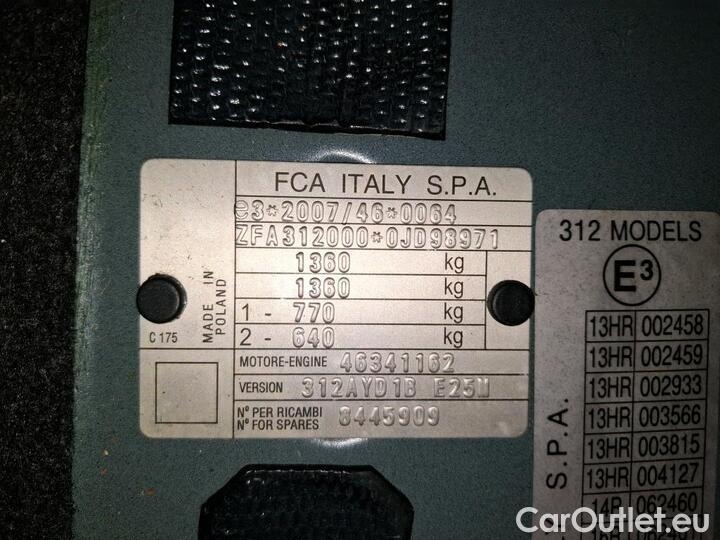 FCA ITALY S.P.A.
e3*2007/46*0064
ZFA312000*0JD98971
1360 kg
1360 kg
1 - 770 kg
2 - 640 kg
MADE IN
POLAND
C 175
MOTORE-ENGINE 46341162
VERSION 312AYD1B E25M
N° PER RICAMBI
N° FOR SPARES 8445909
312 MODELS
E3
S.P.A.
13HR 002458
13HR 002459
13HR 002933
13HR 003566
13HR 003815
13HR 004127
14R 062460
CarOutlet.eu